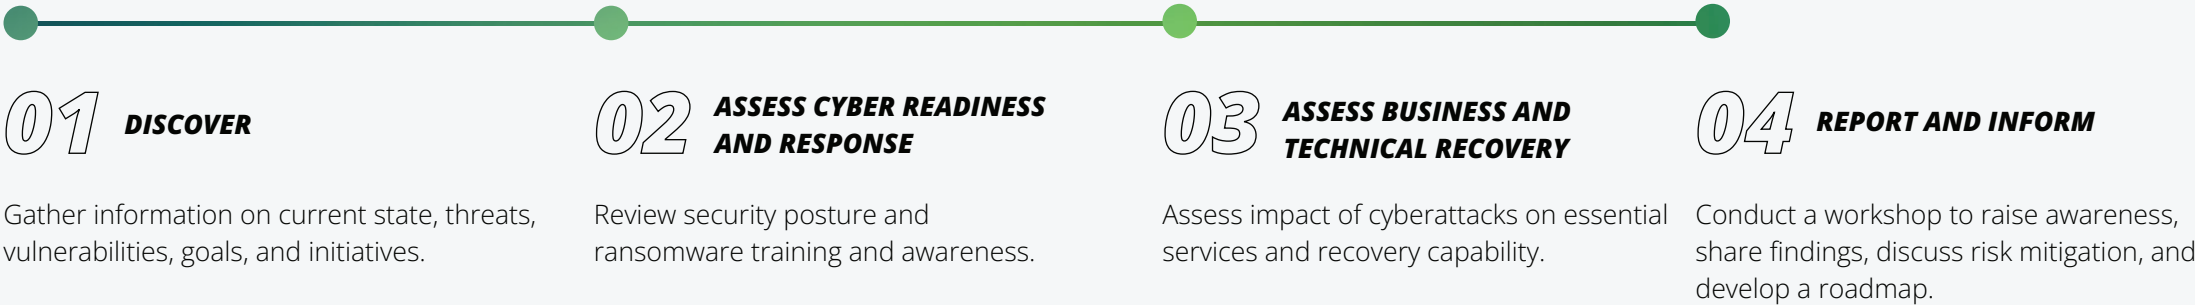 01
DISCOVER
Gather information on current state, threats,
vulnerabilities, goals, and initiatives.
02
ASSESS CYBER READINESS
AND RESPONSE
Review security posture and
ransomware training and awareness.
03
ASSESS BUSINESS AND
TECHNICAL RECOVERY
Assess impact of cyberattacks on essential
services and recovery capability.
04
REPORT AND INFORM
Conduct a workshop to raise awareness,
share findings, discuss risk mitigation, and
develop a roadmap.